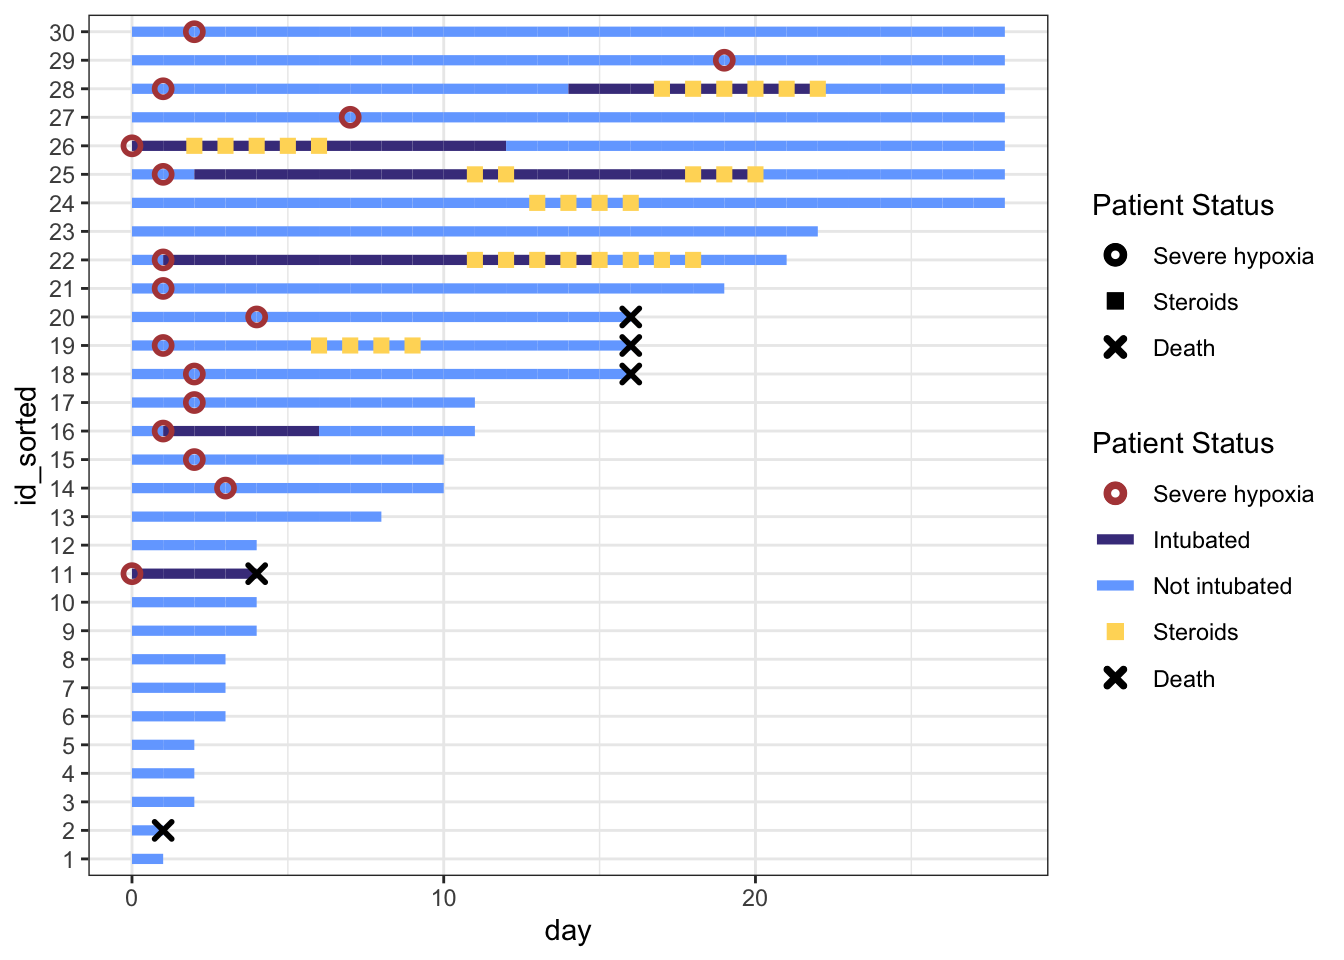 30
29
28
27
26
25
24
23
22
21
20
19
18
17
16
15
14
13
12
11
10
9
8
7
6
5
4
3
2
1
id_sorted
0 10 20
day
Patient Status
Severe hypoxia
Steroids
Death
Patient Status
Severe hypoxia
Intubated
Not intubated
Steroids
Death